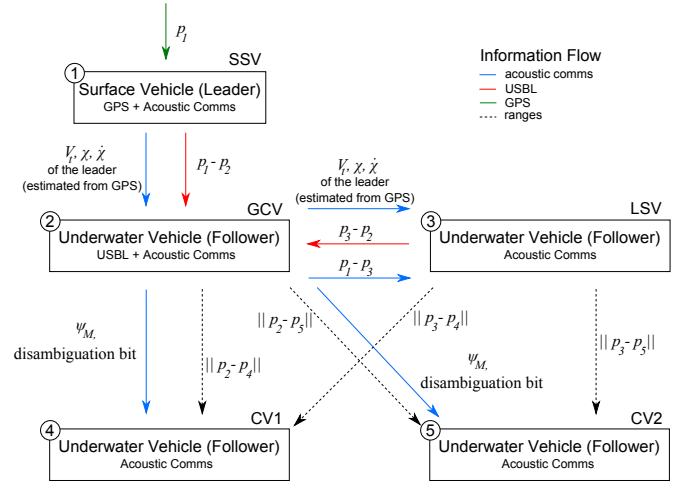 p₁
SSV
1
Surface Vehicle (Leader)
GPS + Acoustic Comms
Information Flow
acoustic comms
USBL
GPS
ranges
Vₜ, χ, χ̇
of the leader
(estimated from GPS)
p₁ - p₂
Vₜ, χ, χ̇
of the leader
(estimated from GPS)
GCV
2
Underwater Vehicle (Follower)
USBL + Acoustic Comms
p₃ - p₂
p₁ - p₃
LSV
3
Underwater Vehicle (Follower)
Acoustic Comms
ψ_M,
disambiguation bit
|| p₂ - p₄ ||
|| p₂ - p₅ ||
|| p₃ - p₄ ||
ψ_M,
disambiguation bit
|| p₃ - p₅ ||
CV1
4
Underwater Vehicle (Follower)
Acoustic Comms
CV2
5
Underwater Vehicle (Follower)
Acoustic Comms